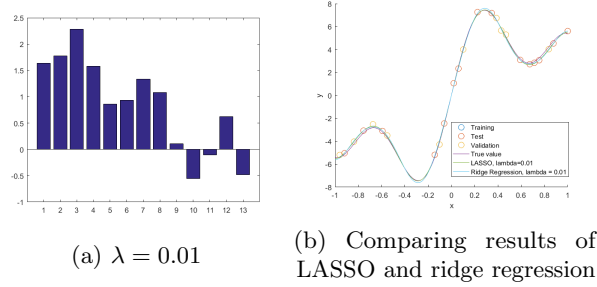 2.5
2
1.5
1
0.5
0
-0.5
-1
1 2 3 4 5 6 7 8 9 10 11 12 13
(a) λ = 0.01
8
6
4
2
0
-2
-4
-6
-8
y
-1 -0.8 -0.6 -0.4 -0.2 0 0.2 0.4 0.6 0.8 1
x
Training
Test
Validation
True value
LASSO, lambda=0.01
Ridge Regression, lambda = 0.01
(b) Comparing results of
LASSO and ridge regression